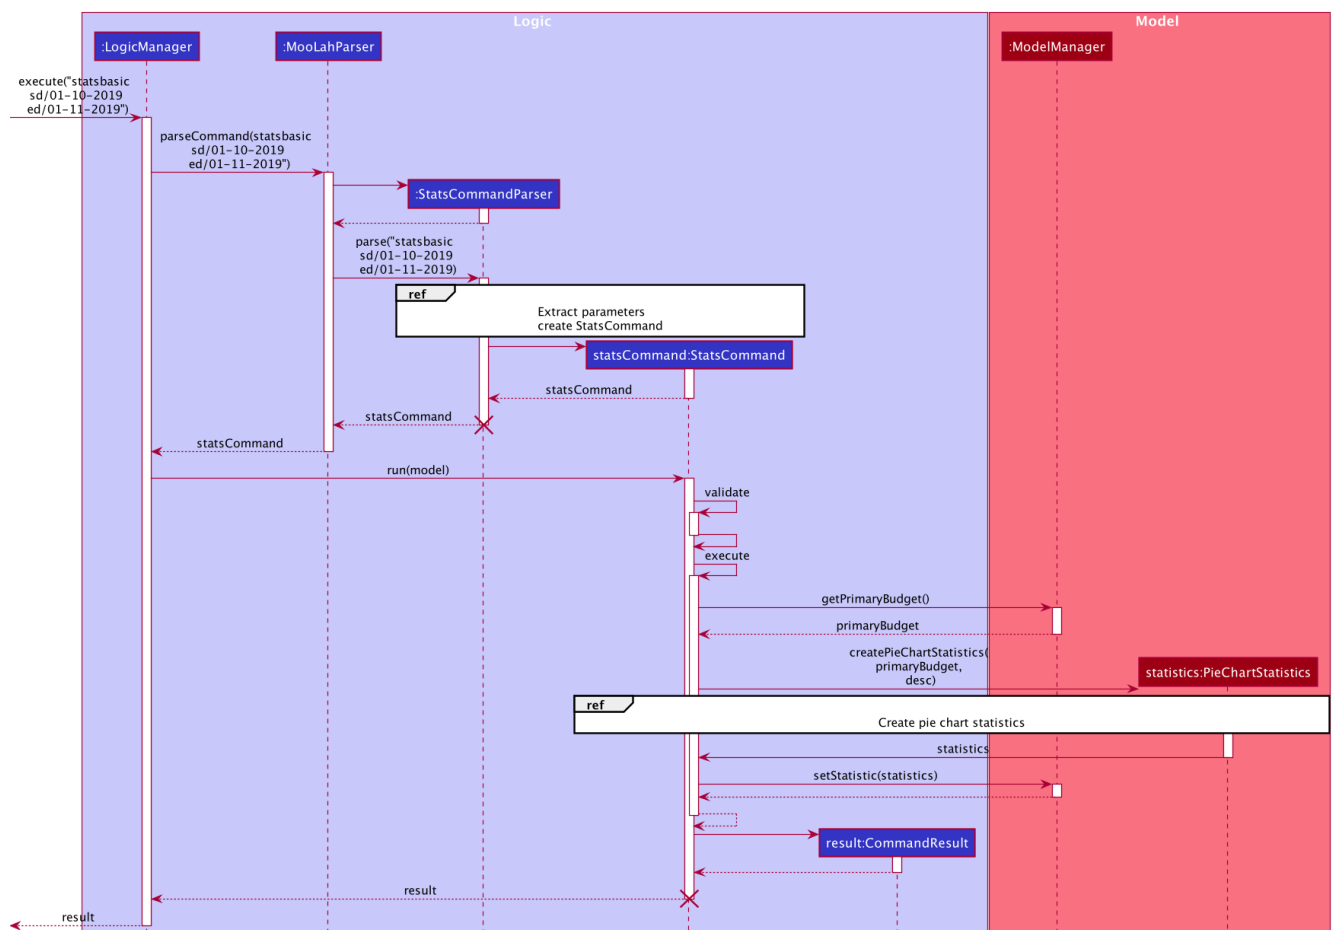 Logic
Model
:LogicManager
:MooLahParser
:ModelManager
execute("statsbasic
sd/01-10-2019
ed/01-11-2019")
parseCommand(statsbasic
sd/01-10-2019
ed/01-11-2019")
:StatsCommandParser
parse("statsbasic
sd/01-10-2019
ed/01-11-2019)
ref
Extract parameters
create StatsCommand
statsCommand:StatsCommand
statsCommand
statsCommand
statsCommand
run(model)
validate
execute
getPrimaryBudget()
primaryBudget
createPieChartStatistics(
primaryBudget,
desc)
statistics:PieChartStatistics
ref
Create pie chart statistics
statistics
setStatistic(statistics)
result:CommandResult
result
result